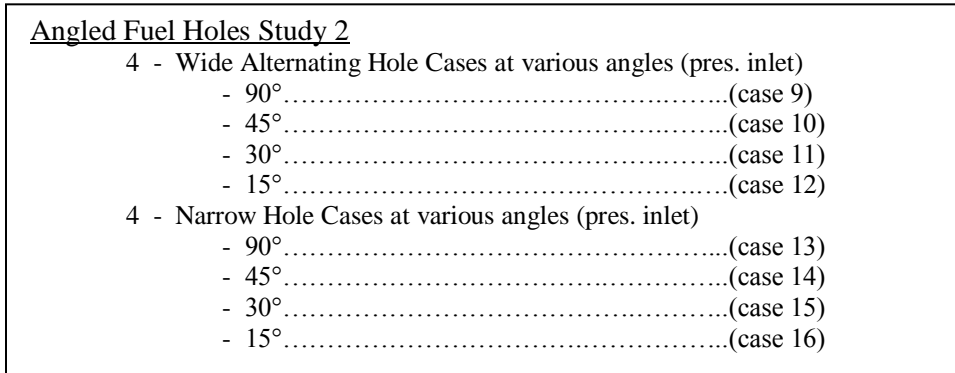 Angled Fuel Holes Study 2
4 - Wide Alternating Hole Cases at various angles (pres. inlet)
- 90°……………………………………….……...(case 9)
- 45°……………………………………….……..(case 10)
- 30°……………………………………….……..(case 11)
- 15°……………………………….……….…….(case 12)
4 - Narrow Hole Cases at various angles (pres. inlet)
- 90°……………………………………………...(case 13)
- 45°……………………………….……………..(case 14)
- 30°……………………………….……………..(case 15)
- 15°……………………………….……………..(case 16)